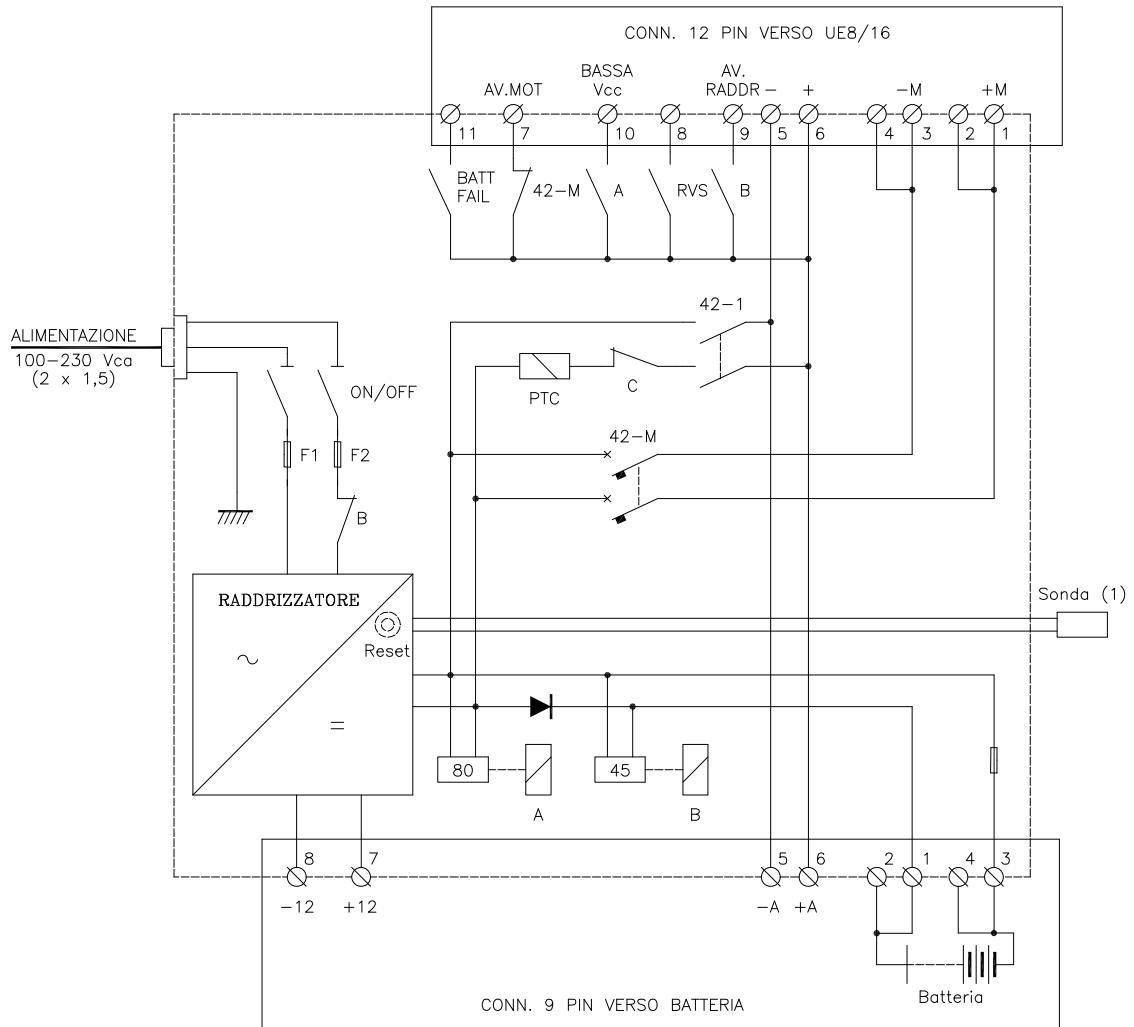 CONN. 12 PIN VERSO UE8/16
AV.MOT
BASSA
Vcc
AV.
RADDR
-
+
-M
+M
11
7
10
8
9
5
6
4
3
2
1
BATT
FAIL
42-M
A
RVS
B
42-1
PTC
C
ALIMENTAZIONE
100-230 Vca
(2 x 1,5)
ON/OFF
F1
F2
B
42-M
RADDRIZZATORE
Reset
Sonda (1)
80
A
45
B
8
7
5
6
2
1
4
3
-12
+12
-A
+A
Batteria
CONN. 9 PIN VERSO BATTERIA